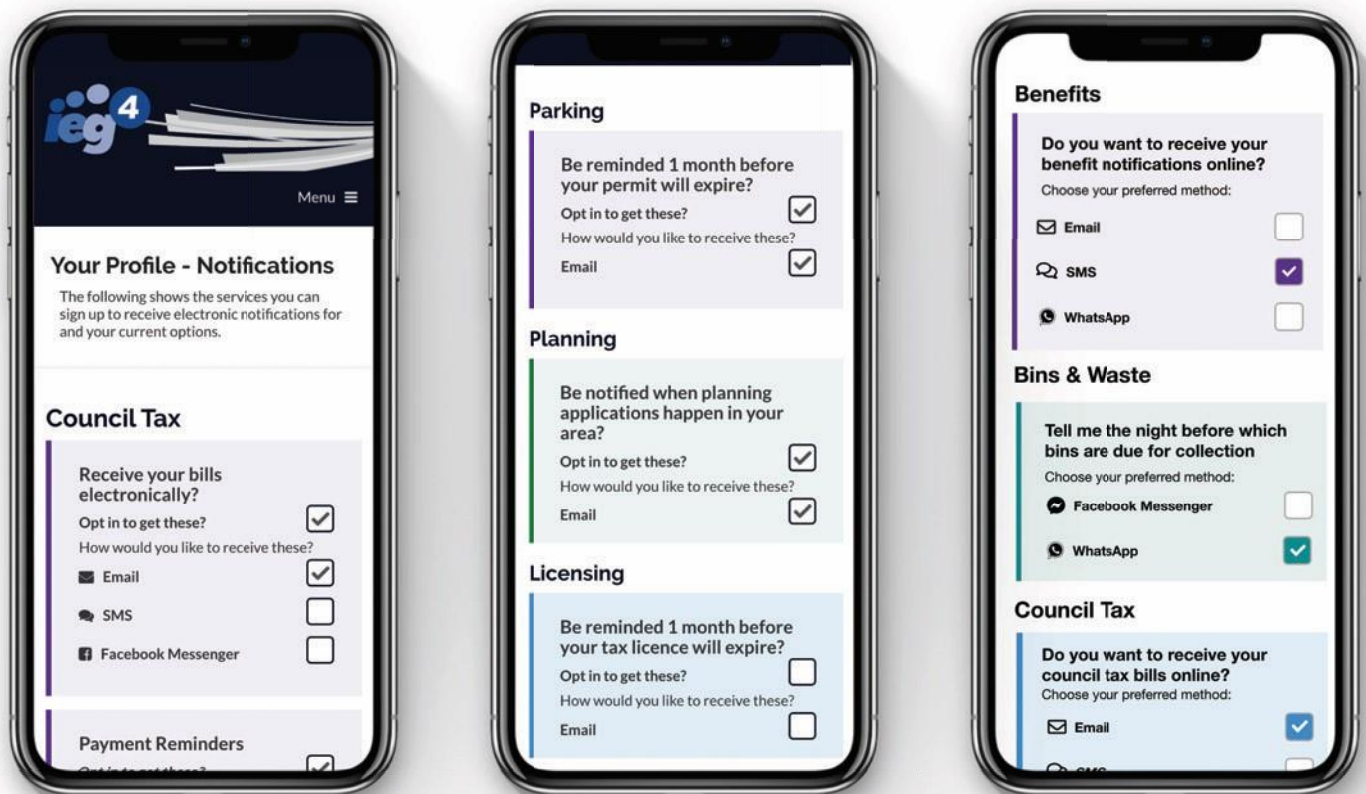 ieg4
Menu
Your Profile - Notifications
The following shows the services you can
sign up to receive electronic notifications for
and your current options.
Council Tax
Receive your bills
electronically?
Opt in to get these?
How would you like to receive these?
Email
SMS
Facebook Messenger
Payment Reminders
Opt in to get these?
Parking
Be reminded 1 month before
your permit will expire?
Opt in to get these?
How would you like to receive these?
Email
Planning
Be notified when planning
applications happen in your
area?
Opt in to get these?
How would you like to receive these?
Email
Licensing
Be reminded 1 month before
your tax licence will expire?
Opt in to get these?
How would you like to receive these?
Email
Benefits
Do you want to receive your
benefit notifications online?
Choose your preferred method:
Email
SMS
WhatsApp
Bins & Waste
Tell me the night before which
bins are due for collection
Choose your preferred method:
Facebook Messenger
WhatsApp
Council Tax
Do you want to receive your
council tax bills online?
Choose your preferred method:
Email
SMS